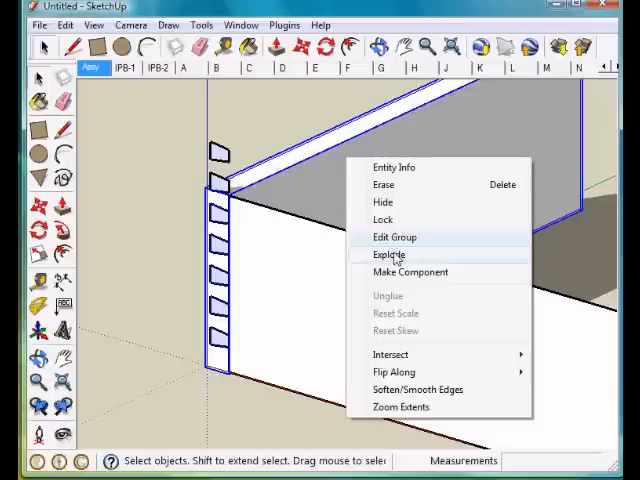 Untitled - SketchUp
File Edit View Camera Draw Tools Window Plugins Help
Assy IPB-1 IPB-2 A B C D E F G H I J K L M N
Entity Info
Erase Delete
Hide
Lock
Edit Group
Explode
Make Component
Unglue
Reset Scale
Reset Skew
Intersect
Flip Along
Soften/Smooth Edges
Zoom Extents
ABC
Select objects. Shift to extend select. Drag mouse to selec Measurements